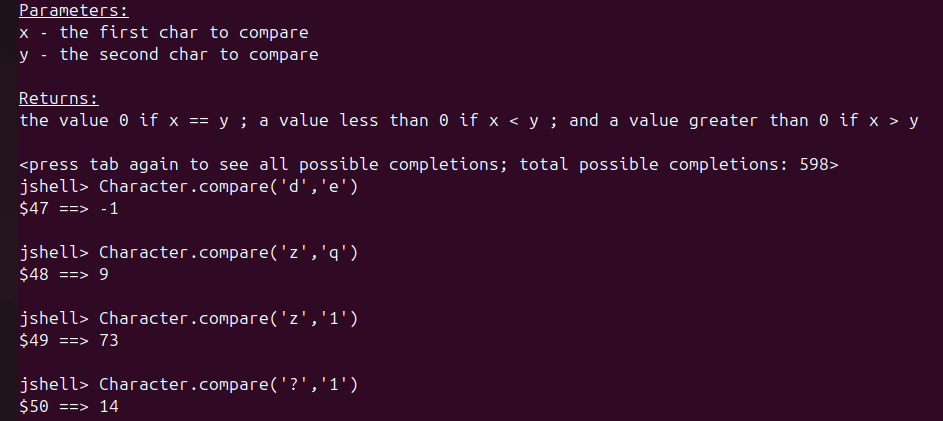 Parameters:
x - the first char to compare
y - the second char to compare
Returns:
the value 0 if x == y ; a value less than 0 if x < y ; and a value greater than 0 if x > y
<press tab again to see all possible completions; total possible completions: 598>
jshell> Character.compare('d','e')
$47 ==> -1
jshell> Character.compare('z','q')
$48 ==> 9
jshell> Character.compare('z','1')
$49 ==> 73
jshell> Character.compare('?','1')
$50 ==> 14